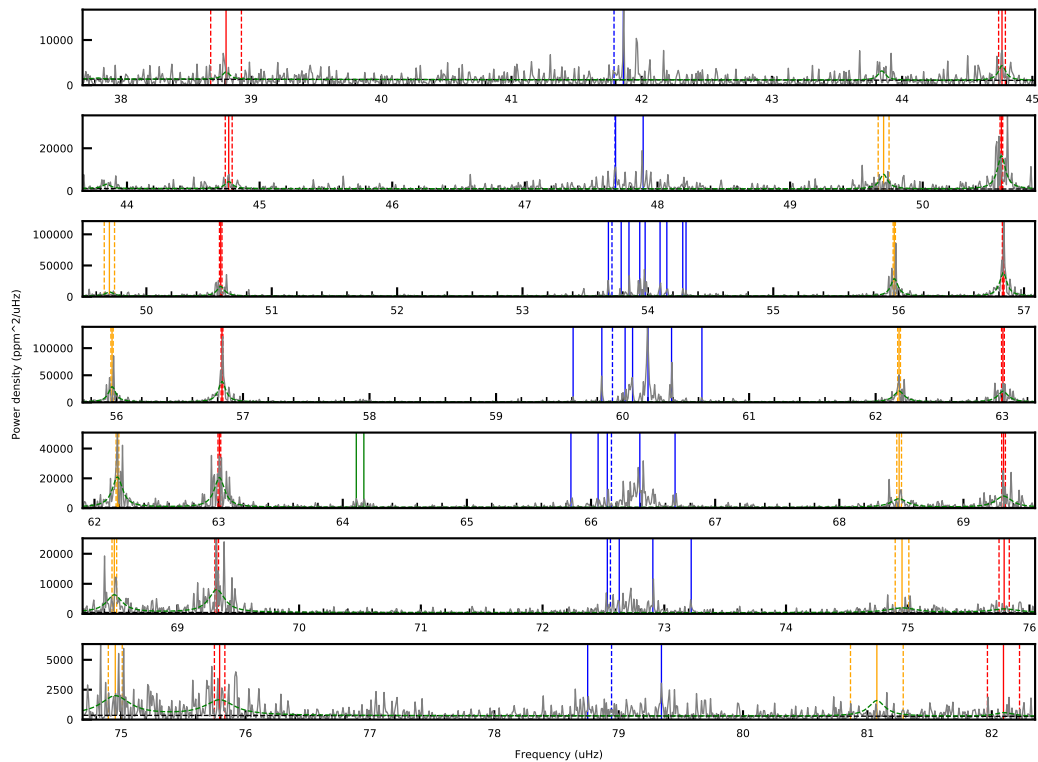 10000
0
38 39 40 41 42 43 44 45
20000
0
44 45 46 47 48 49 50
100000
50000
0
50 51 52 53 54 55 56 57
100000
50000
0
56 57 58 59 60 61 62 63
Power density (ppm^2/uHz)
40000
20000
0
62 63 64 65 66 67 68 69
20000
10000
0
69 70 71 72 73 74 75 76
5000
2500
0
75 76 77 78 79 80 81 82
Frequency (uHz)